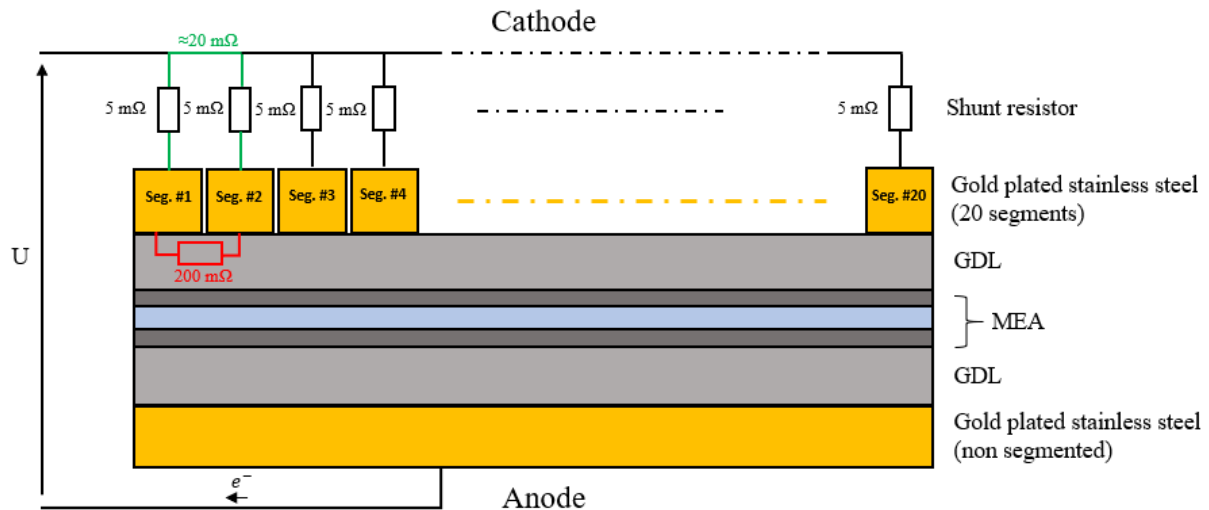 Cathode
≈20 mΩ
5 mΩ
5 mΩ
5 mΩ
5 mΩ
5 mΩ
Shunt resistor
Seg. #1
Seg. #2
Seg. #3
Seg. #4
Seg. #20
Gold plated stainless steel
(20 segments)
U
200 mΩ
GDL
MEA
GDL
Gold plated stainless steel
(non segmented)
e⁻
Anode